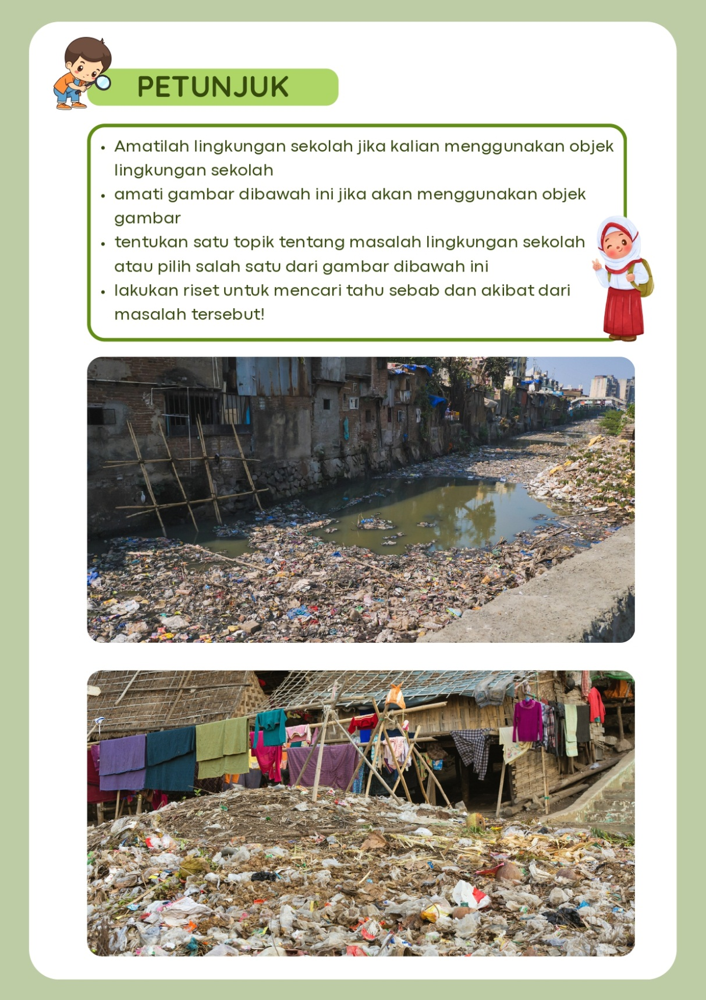 PETUNJUK
• Amatilah lingkungan sekolah jika kalian menggunakan objek
lingkungan sekolah
• amati gambar dibawah ini jika akan menggunakan objek
gambar
• tentukan satu topik tentang masalah lingkungan sekolah
atau pilih salah satu dari gambar dibawah ini
• lakukan riset untuk mencari tahu sebab dan akibat dari
masalah tersebut!